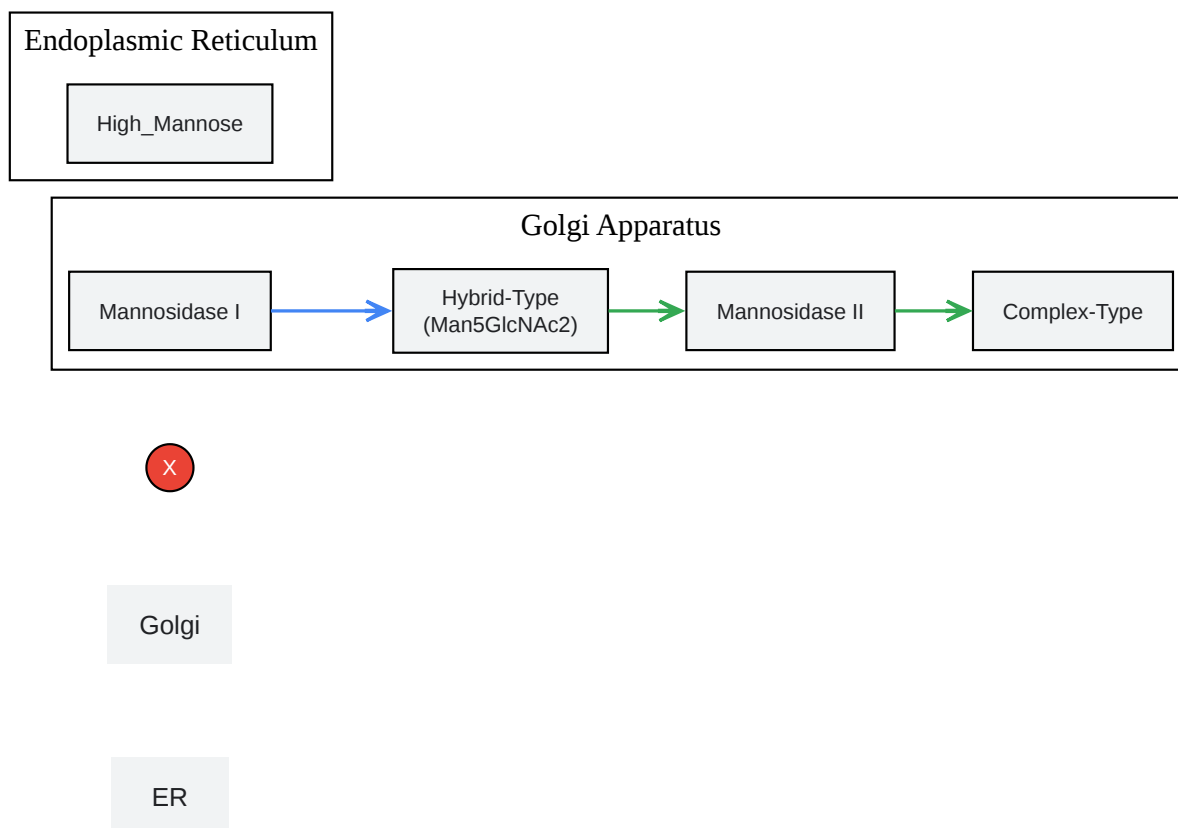 Endoplasmic Reticulum
High_Mannose
Golgi Apparatus
Mannosidase I
Hybrid-Type
(Man5GlcNAc2)
Mannosidase II
Complex-Type
X
Golgi
ER